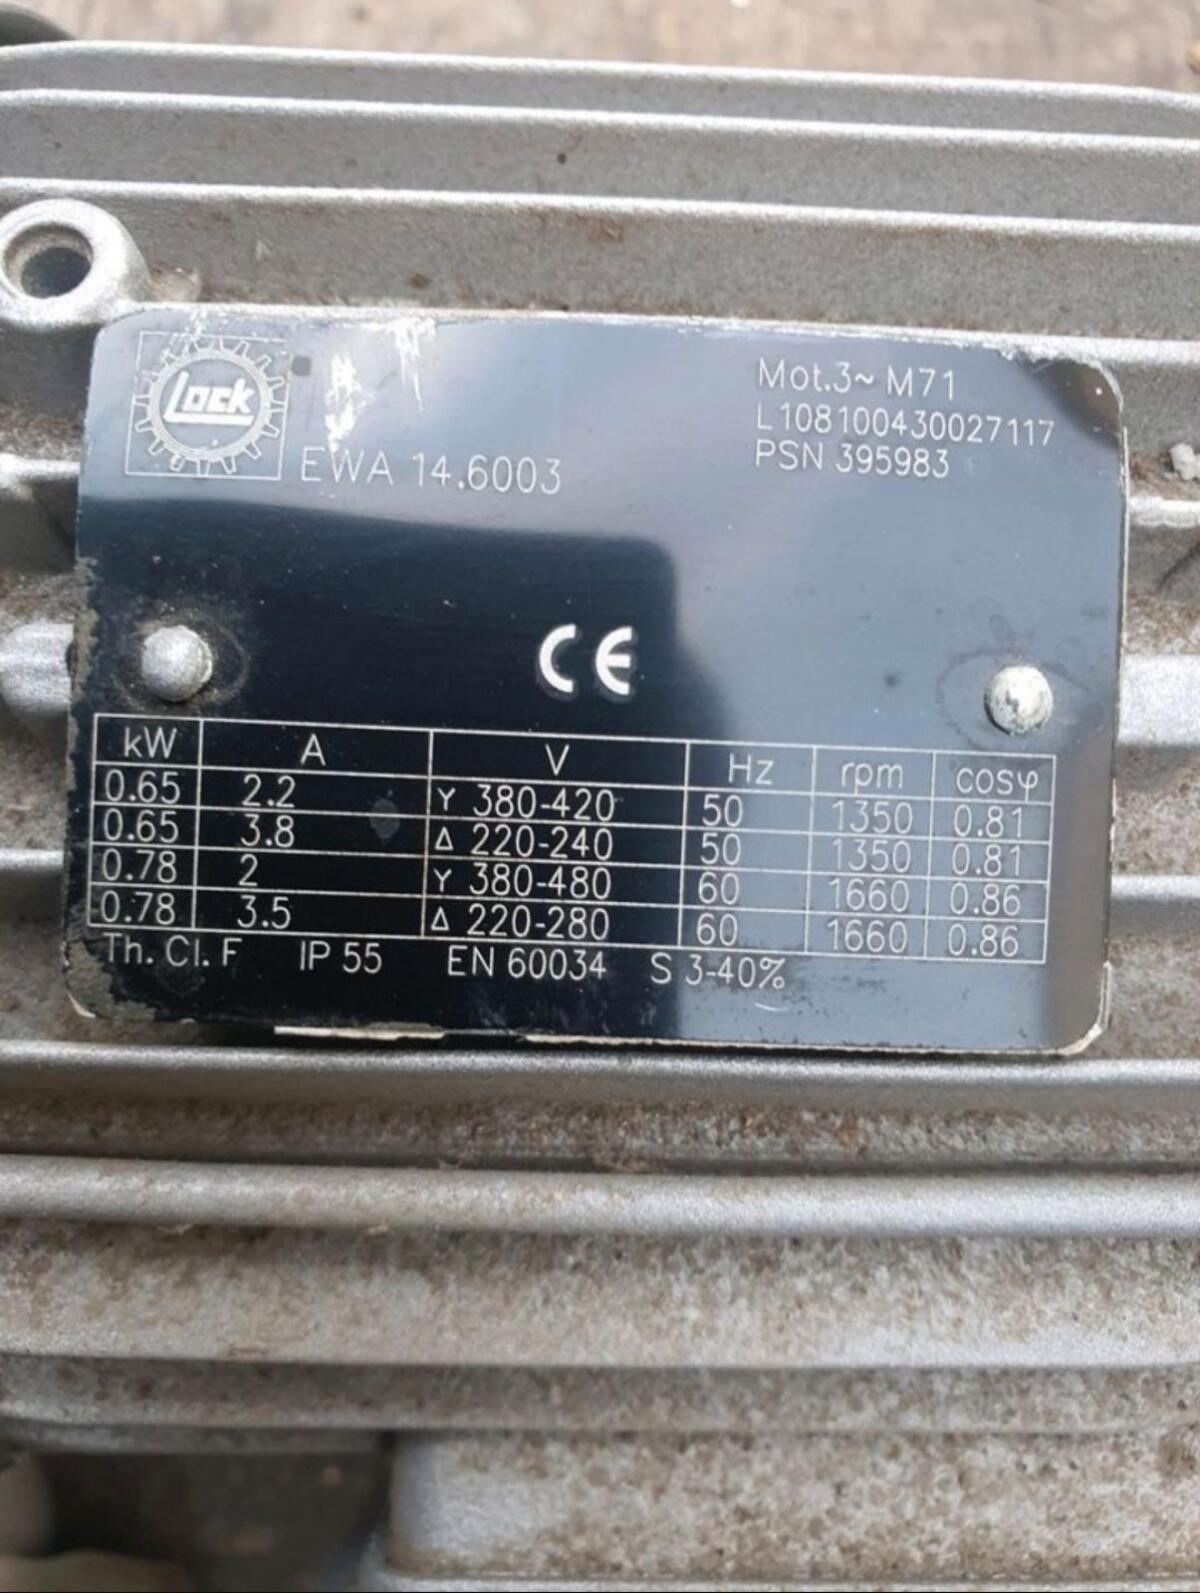 Lock
EWA 14.6003
Mot.3~ M71
L108100430027117
PSN 395983
CE
kW A V Hz rpm cosφ
0.65 2.2 Y 380-420 50 1350 0.81
0.65 3.8 Δ 220-240 50 1350 0.81
0.78 2 Y 380-480 60 1660 0.86
0.78 3.5 Δ 220-280 60 1660 0.86
Th. Cl. F IP 55 EN 60034 S 3-40%